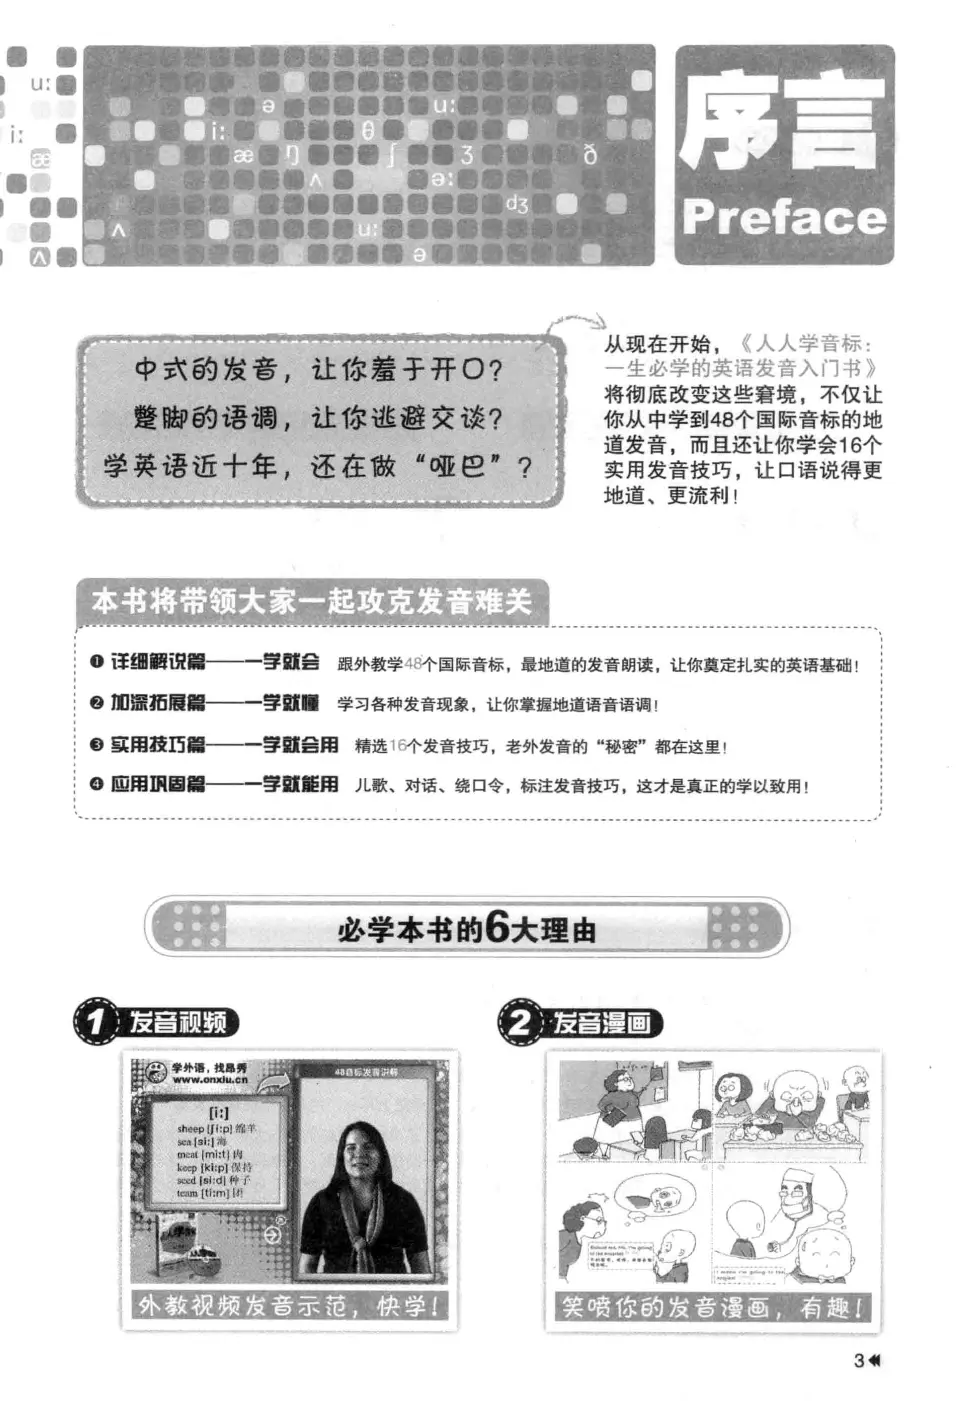 u:
i:
æ
ʌ
ə
u:
i:
θ
æ
ŋ
ʃ
ʒ
ð
ʌ
ə:
dʒ
ʌ
u:
ə
序言
Preface
中式的发音，让你羞于开口？
蹩脚的语调，让你逃避交谈？
学英语近十年，还在做“哑巴”？
从现在开始，《人人学音标：
一生必学的英语发音入门书》
将彻底改变这些窘境，不仅让
你从中学到48个国际音标的地
道发音，而且还让你学会16个
实用发音技巧，让口语说得更
地道、更流利！
本书将带领大家一起攻克发音难关
❶ 详细解说篇——一学就会 跟外教学48个国际音标，最地道的发音朗读，让你奠定扎实的英语基础！
❷ 加深拓展篇——一学就懂 学习各种发音现象，让你掌握地道语音语调！
❸ 实用技巧篇——一学就会用 精选16个发音技巧，老外发音的“秘密”都在这里！
❹ 应用巩固篇——一学就能用 儿歌、对话、绕口令，标注发音技巧，这才是真正的学以致用！
必学本书的6大理由
1 发音视频
学外语，找昂秀
www.onxiu.cn
48音标发音讲解
[i:]
sheep [ʃi:p] 绵羊
sea [si:] 海
meat [mi:t] 肉
keep [ki:p] 保持
seed [si:d] 种子
team [ti:m] 团
外教视频发音示范，快学！
2 发音漫画
笑喷你的发音漫画，有趣！
3